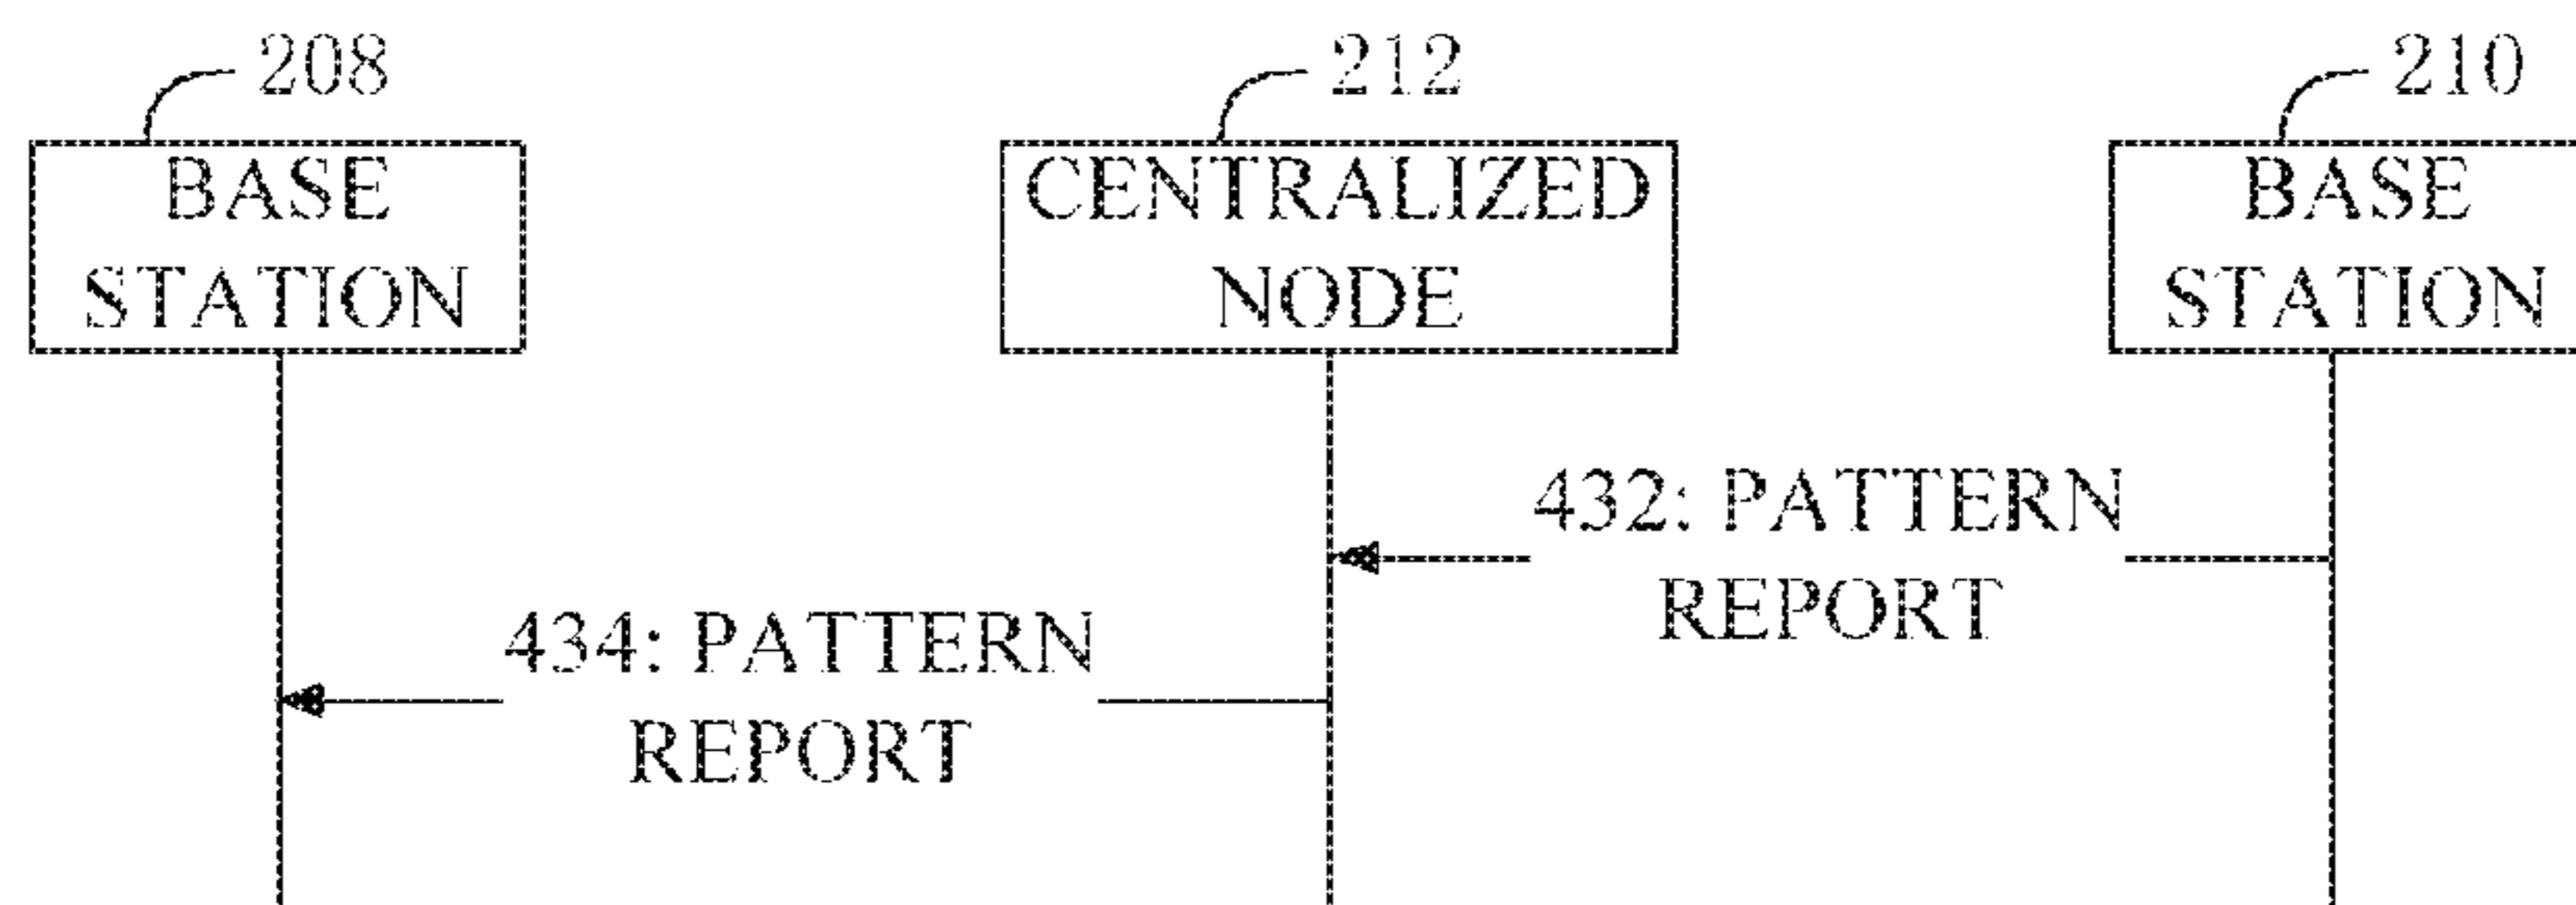 208
212
210
BASE
STATION
CENTRALIZED
NODE
BASE
STATION
432: PATTERN
REPORT
434: PATTERN
REPORT